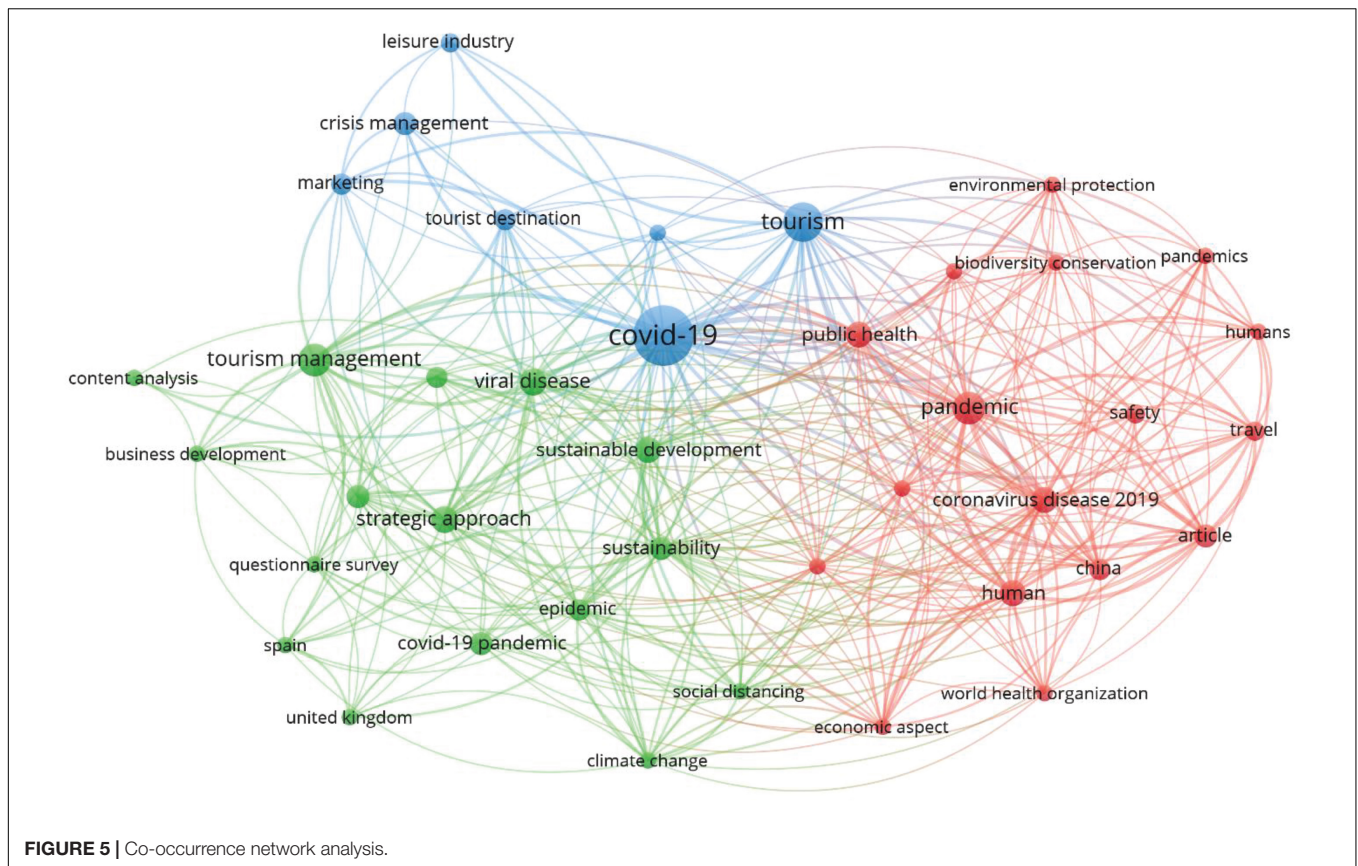 leisure industry
crisis management
marketing
environmental protection
tourist destination
tourism
biodiversity conservation
pandemics
covid-19
public health
humans
tourism management
content analysis
viral disease
pandemic
safety
travel
business development
sustainable development
coronavirus disease 2019
strategic approach
article
sustainability
questionnaire survey
china
human
epidemic
spain
covid-19 pandemic
social distancing
world health organization
united kingdom
economic aspect
climate change
FIGURE 5 | Co-occurrence network analysis.